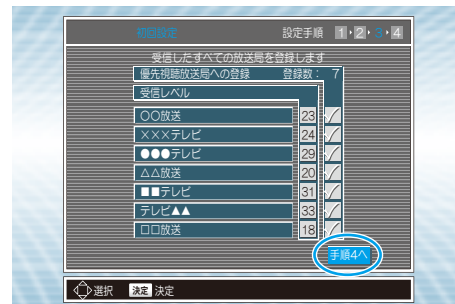 初期設定 設定手順 1・2・3・4
受信したすべての放送局を登録します
優先視聴放送局への登録 登録数： 7
受信レベル
○○放送 23
×××テレビ 24
●●●テレビ 29
△△放送 20
■■テレビ 31
テレビ▲▲ 33
□□放送 18
手順4へ
選択 決定 決定